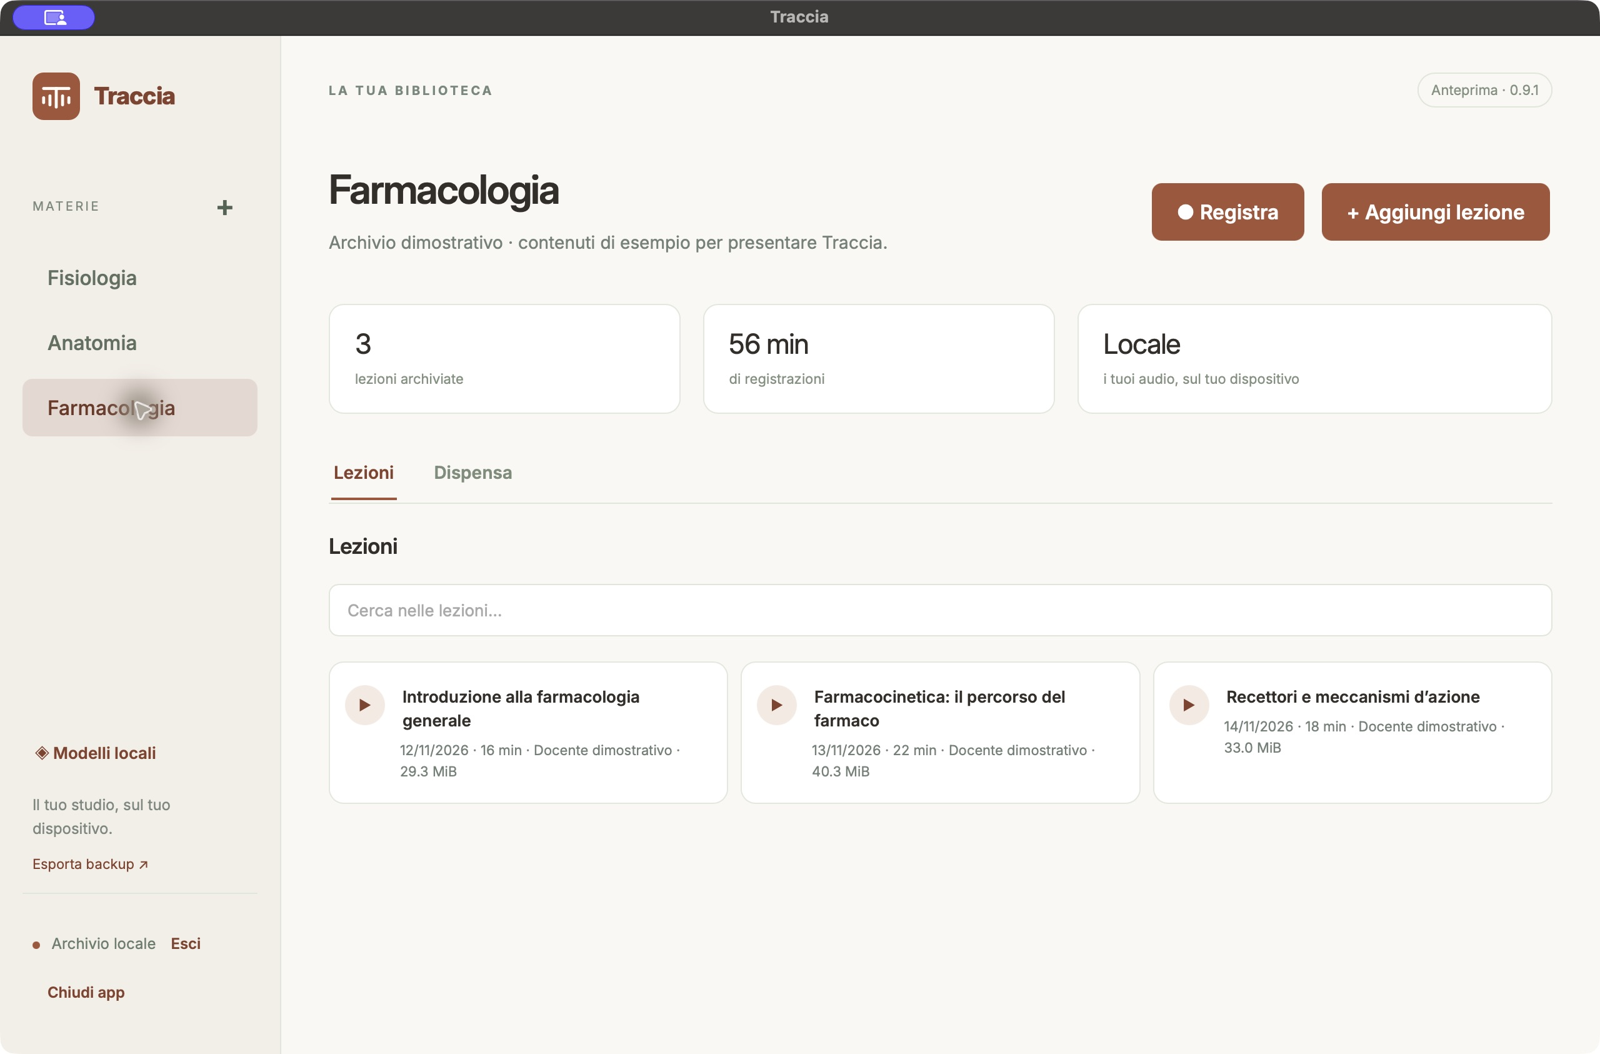 Traccia
Traccia
MATERIE
+
Fisiologia
Anatomia
Farmacologia
Modelli locali
Il tuo studio, sul tuo
dispositivo.
Esporta backup ↗
Archivio locale Esci
Chiudi app
LA TUA BIBLIOTECA
Anteprima · 0.9.1
Farmacologia
Archivio dimostrativo · contenuti di esempio per presentare Traccia.
Registra
+ Aggiungi lezione
3
lezioni archiviate
56 min
di registrazioni
Locale
i tuoi audio, sul tuo dispositivo
Lezioni Dispensa
Lezioni
Cerca nelle lezioni...
Introduzione alla farmacologia
generale
12/11/2026 · 16 min · Docente dimostrativo ·
29.3 MiB
Farmacocinetica: il percorso del
farmaco
13/11/2026 · 22 min · Docente dimostrativo ·
40.3 MiB
Recettori e meccanismi d’azione
14/11/2026 · 18 min · Docente dimostrativo ·
33.0 MiB